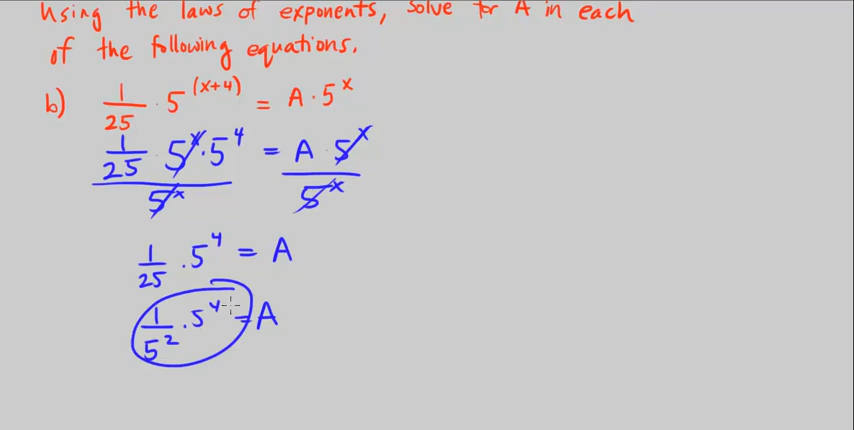 Using the laws of exponents, solve for A in each
of the following equations.
b) 1/25 · 5^(x+4) = A · 5^x
1/25 · 5^x · 5^4 / 5^x = A · 5^x / 5^x
1/25 · 5^4 = A
1/5^2 · 5^4 = A